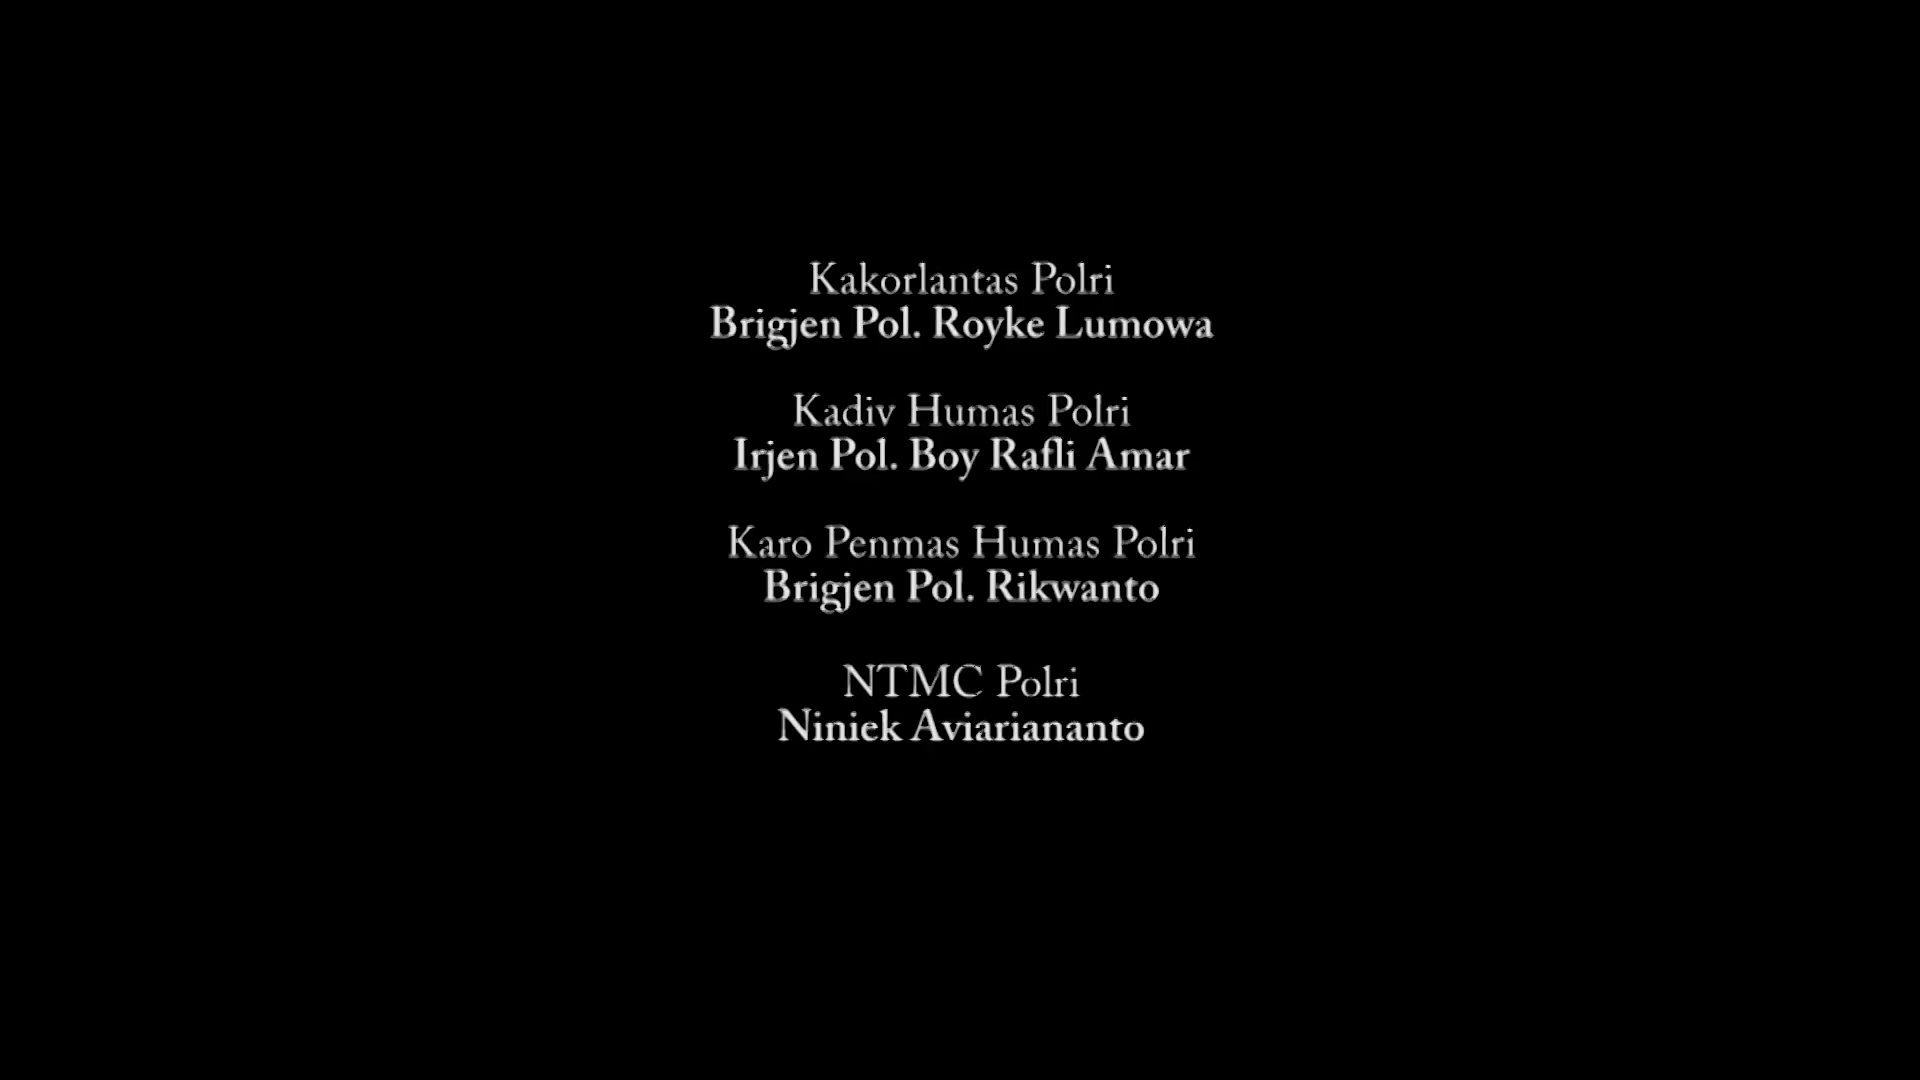 Kakorlantas Polri
Brigjen Pol. Royke Lumowa
Kadiv Humas Polri
Irjen Pol. Boy Rafli Amar
Karo Penmas Humas Polri
Brigjen Pol. Rikwanto
NTMC Polri
Niniek Aviariananto